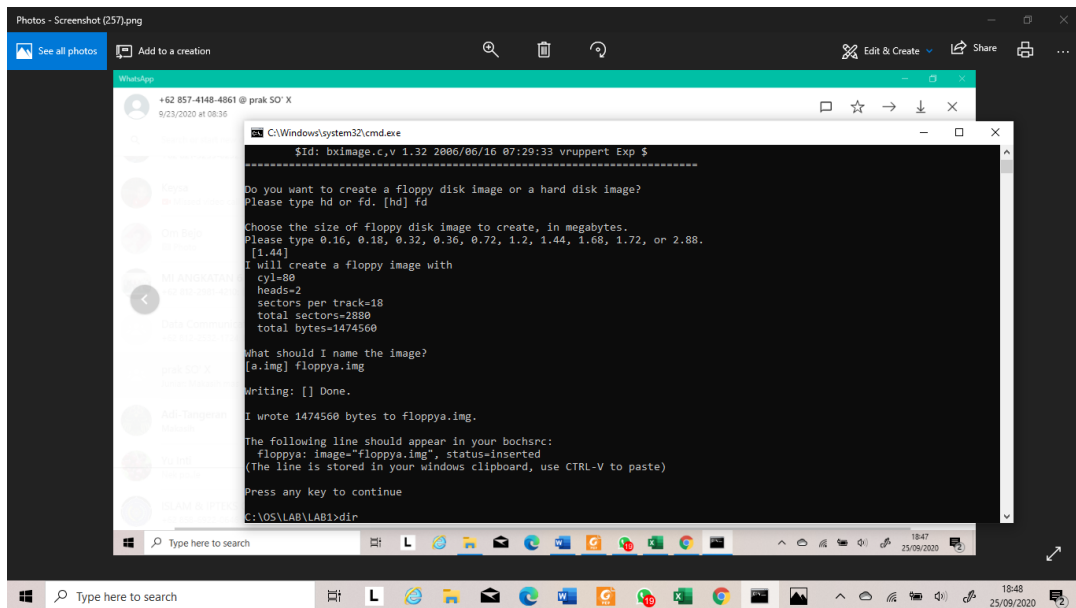 Photos - Screenshot (257).png
See all photos
Add to a creation
Edit & Create
Share
WhatsApp
+62 857-4148-4861 @ prak SO' X
9/23/2020 at 08:36
C:\Windows\system32\cmd.exe
$Id: bximage.c,v 1.32 2006/06/16 07:29:33 vruppert Exp $
========================================================================
Do you want to create a floppy disk image or a hard disk image?
Please type hd or fd. [hd] fd
Choose the size of floppy disk image to create, in megabytes.
Please type 0.16, 0.18, 0.32, 0.36, 0.72, 1.2, 1.44, 1.68, 1.72, or 2.88.
[1.44]
I will create a floppy image with
cyl=80
heads=2
sectors per track=18
total sectors=2880
total bytes=1474560
What should I name the image?
[a.img] floppya.img
Writing: [] Done.
I wrote 1474560 bytes to floppya.img.
The following line should appear in your bochsrc:
floppya: image="floppya.img", status=inserted
(The line is stored in your windows clipboard, use CTRL-V to paste)
Press any key to continue
C:\OS\LAB\LAB1>dir
Type here to search
18:47
25/09/2020
Type here to search
19
18:48
25/09/2020
2